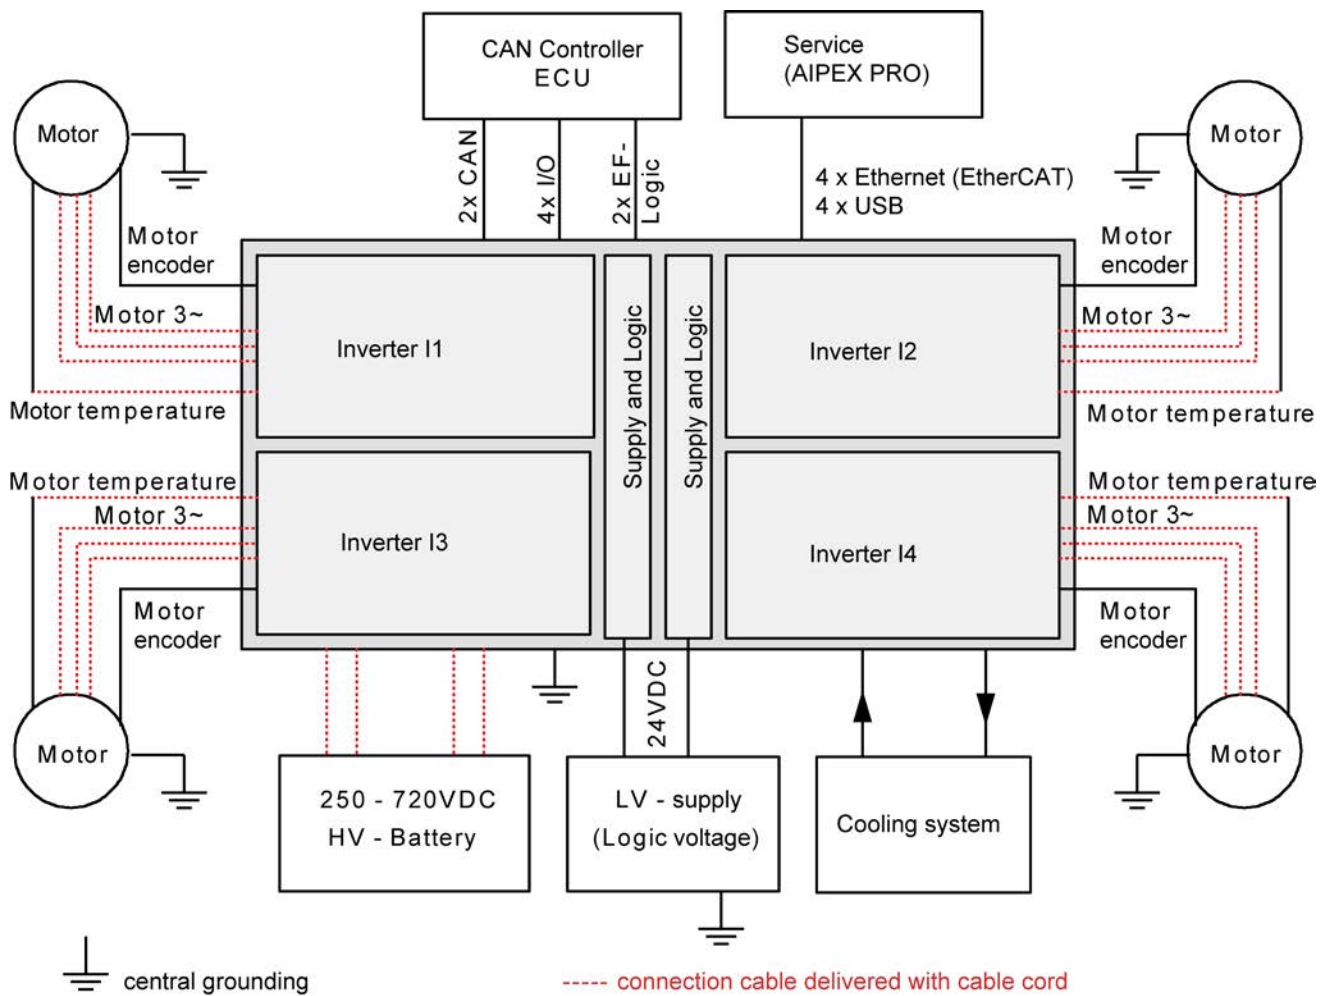 CAN Controller
ECU
Service
(AIPEX PRO)
Motor
Motor
2x CAN
4x I/O
2x EF-
Logic
4 x Ethernet (EtherCAT)
4 x USB
Motor
encoder
Motor
encoder
Motor 3~
Motor 3~
Inverter I1
Supply and Logic
Supply and Logic
Inverter I2
Motor temperature
Motor temperature
Motor temperature
Motor temperature
Motor 3~
Motor 3~
Inverter I3
Inverter I4
Motor
encoder
Motor
encoder
24VDC
Motor
Motor
250 - 720VDC
HV - Battery
LV - supply
(Logic voltage)
Cooling system
central grounding
connection cable delivered with cable cord